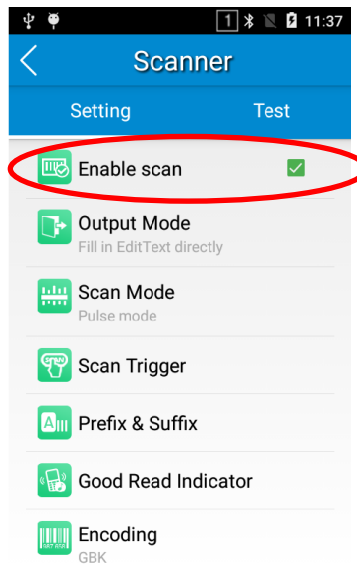 1 11:37
Scanner
Setting Test
Enable scan
Output Mode
Fill in EditText directly
Scan Mode
Pulse mode
SCAN
Scan Trigger
A
Prefix & Suffix
Good Read Indicator
Encoding
GBK